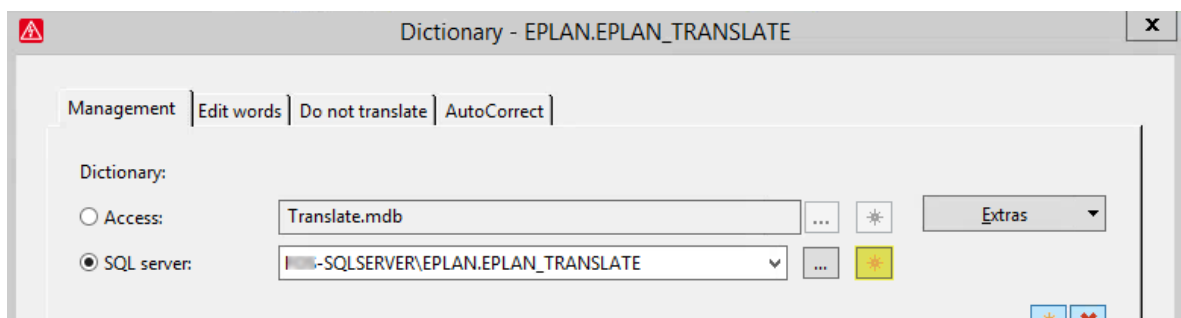 Dictionary - EPLAN.EPLAN_TRANSLATE
x
Management Edit words Do not translate AutoCorrect
Dictionary:
Access: Translate.mdb ... Extras
SQL server: -SQLSERVER\EPLAN.EPLAN_TRANSLATE ...